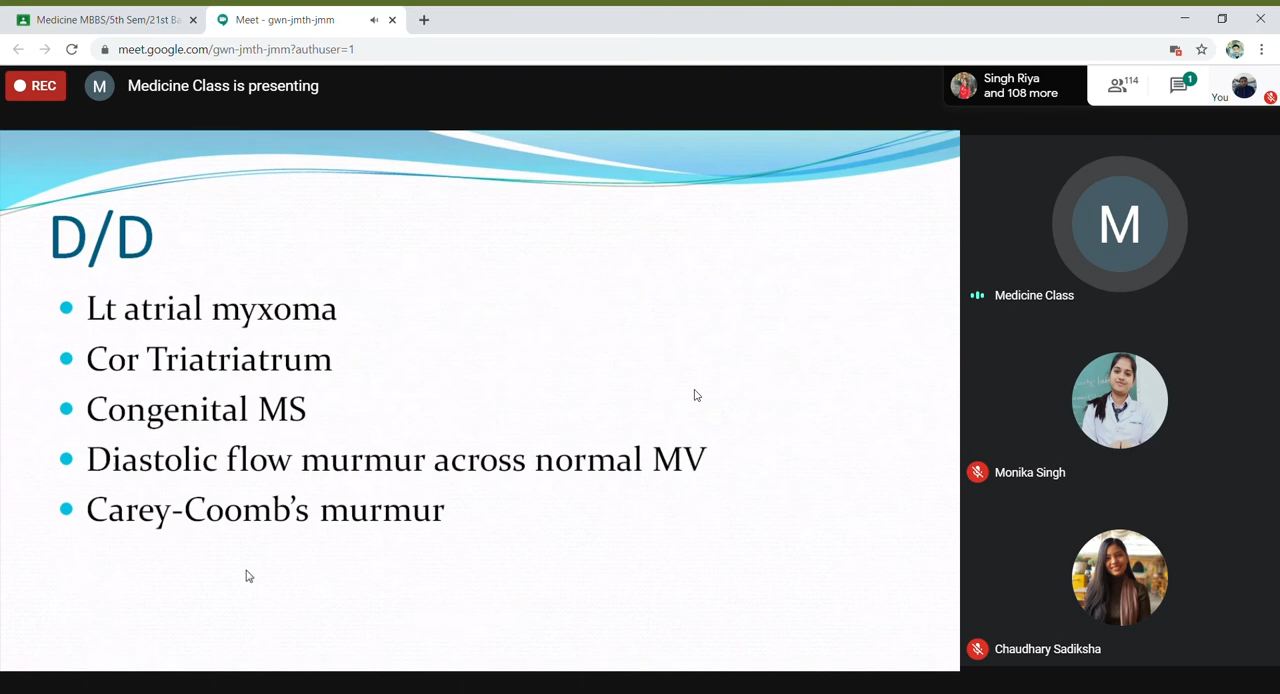 Medicine MBBS/5th Sem/21st Ba
Meet - gwn-jmth-jmm
meet.google.com/gwn-jmth-jmm?authuser=1
REC
M
Medicine Class is presenting
Singh Riya
and 108 more
114
1
You
D/D
Lt atrial myxoma
Cor Triatriatrum
Congenital MS
Diastolic flow murmur across normal MV
Carey-Coomb’s murmur
M
Medicine Class
Monika Singh
Chaudhary Sadiksha